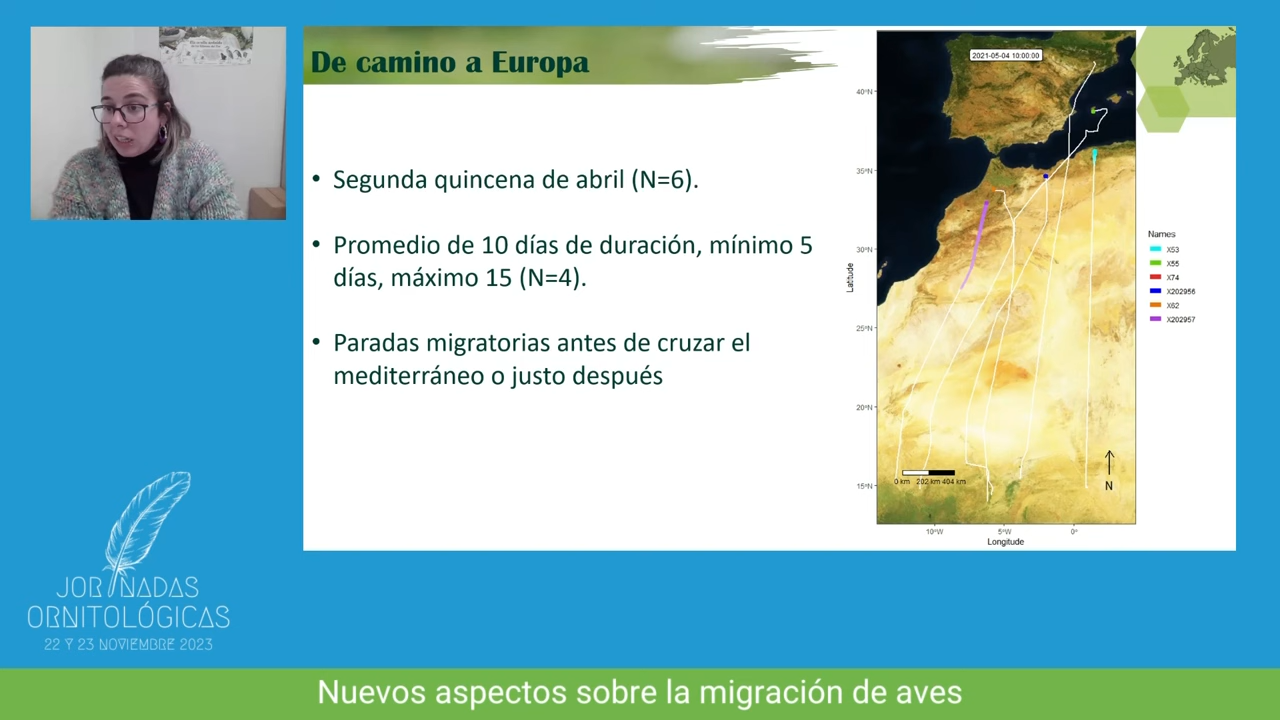 De camino a Europa
• Segunda quincena de abril (N=6).
• Promedio de 10 días de duración, mínimo 5
días, máximo 15 (N=4).
• Paradas migratorias antes de cruzar el
mediterráneo o justo después
2021-05-04 10:00:00
40°N
35°N
30°N
25°N
20°N
15°N
Latitude
0 km 202 km 404 km
N
10°W 5°W 0°
Longitude
Names
X53
X55
X74
X202956
X62
X202957
JORNADAS
ORNITOLÓGICAS
22 Y 23 NOVIEMBRE 2023
Nuevos aspectos sobre la migración de aves